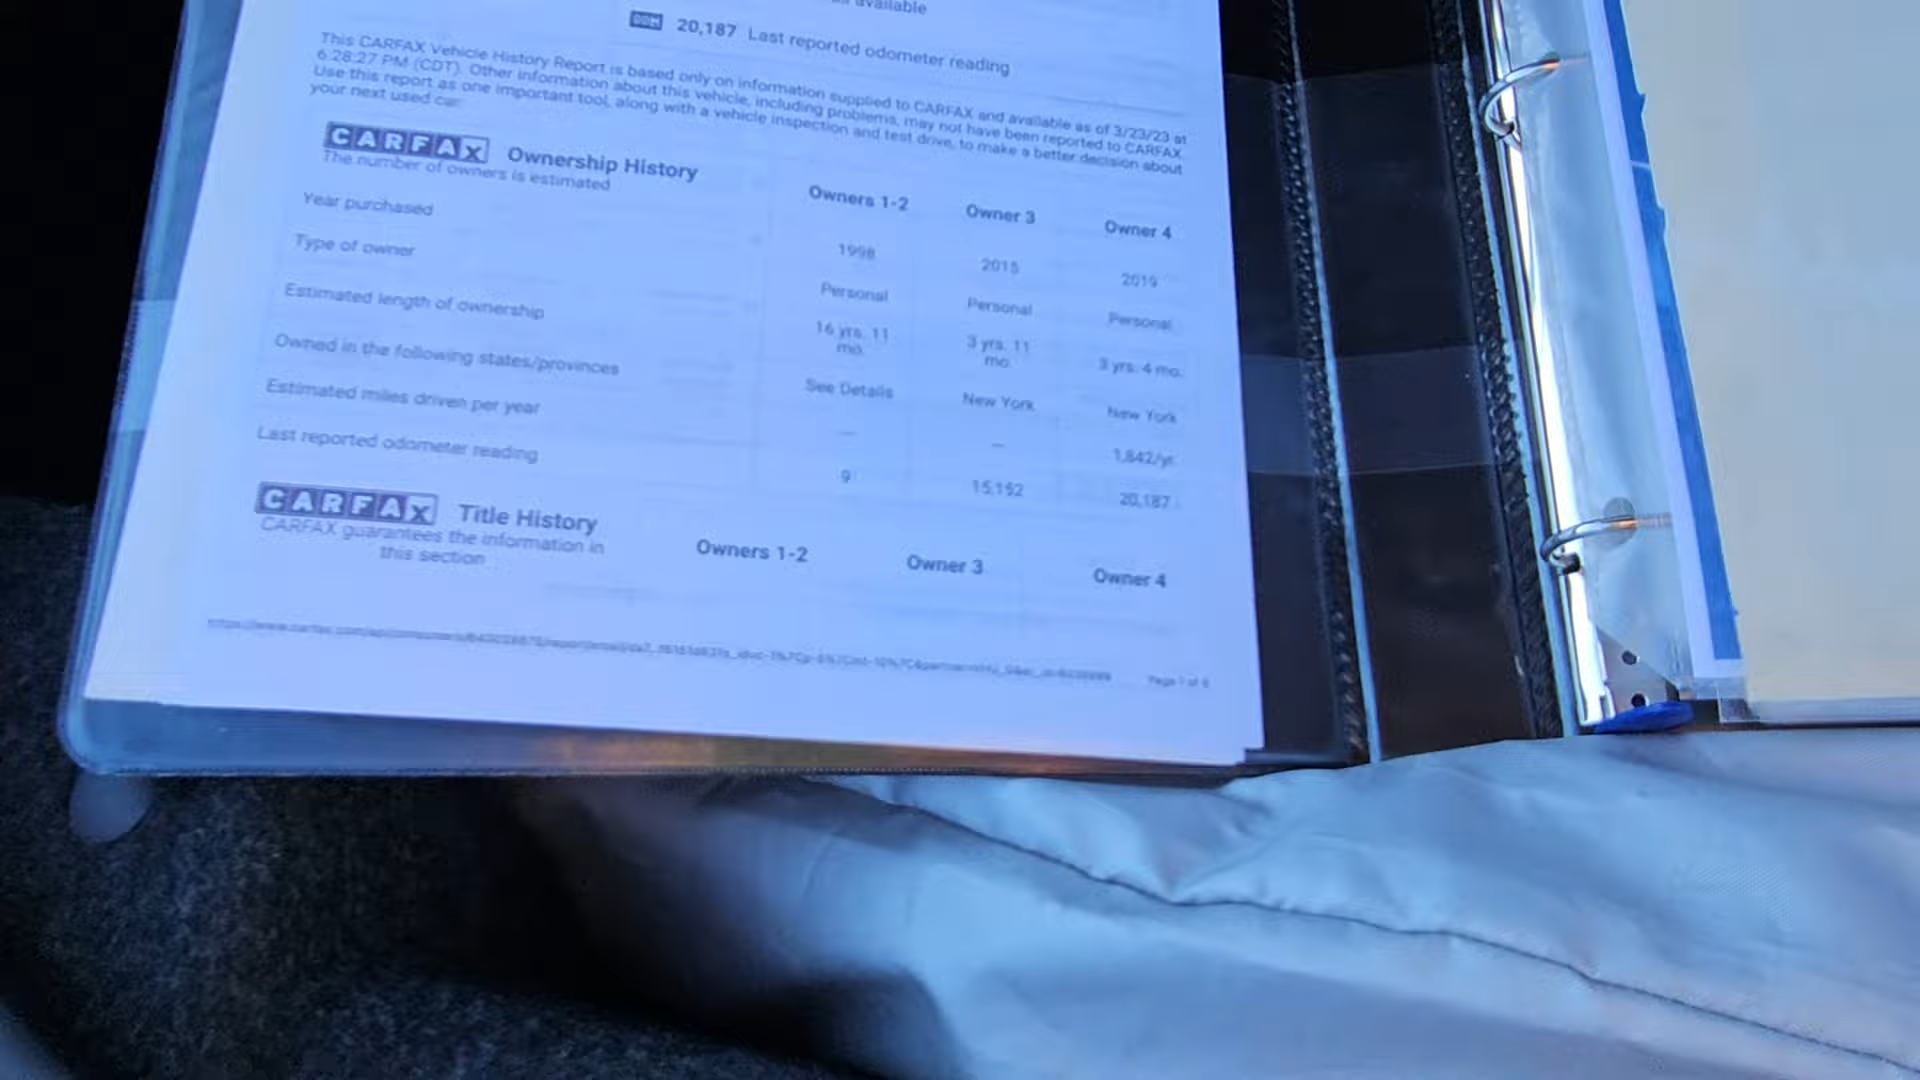 available
20,187 Last reported odometer reading
This CARFAX Vehicle History Report is based only on information supplied to CARFAX and available as of 3/23/23 at
6:28:27 PM (CDT). Other information about this vehicle, including problems, may not have been reported to CARFAX.
Use this report as one important tool, along with a vehicle inspection and test drive, to make a better decision about
your next used car.
CARFAX Ownership History
The number of owners is estimated
Owners 1-2 Owner 3 Owner 4
Year purchased 1998 2015 2019
Type of owner Personal Personal Personal
Estimated length of ownership 16 yrs. 11 mo. 3 yrs. 11 mo. 3 yrs. 4 mo.
Owned in the following states/provinces See Details New York New York
Estimated miles driven per year — — 1,842/yr
Last reported odometer reading 9 15,152 20,187
CARFAX Title History
CARFAX guarantees the information in
this section
Owners 1-2 Owner 3 Owner 4
Page 1 of 6